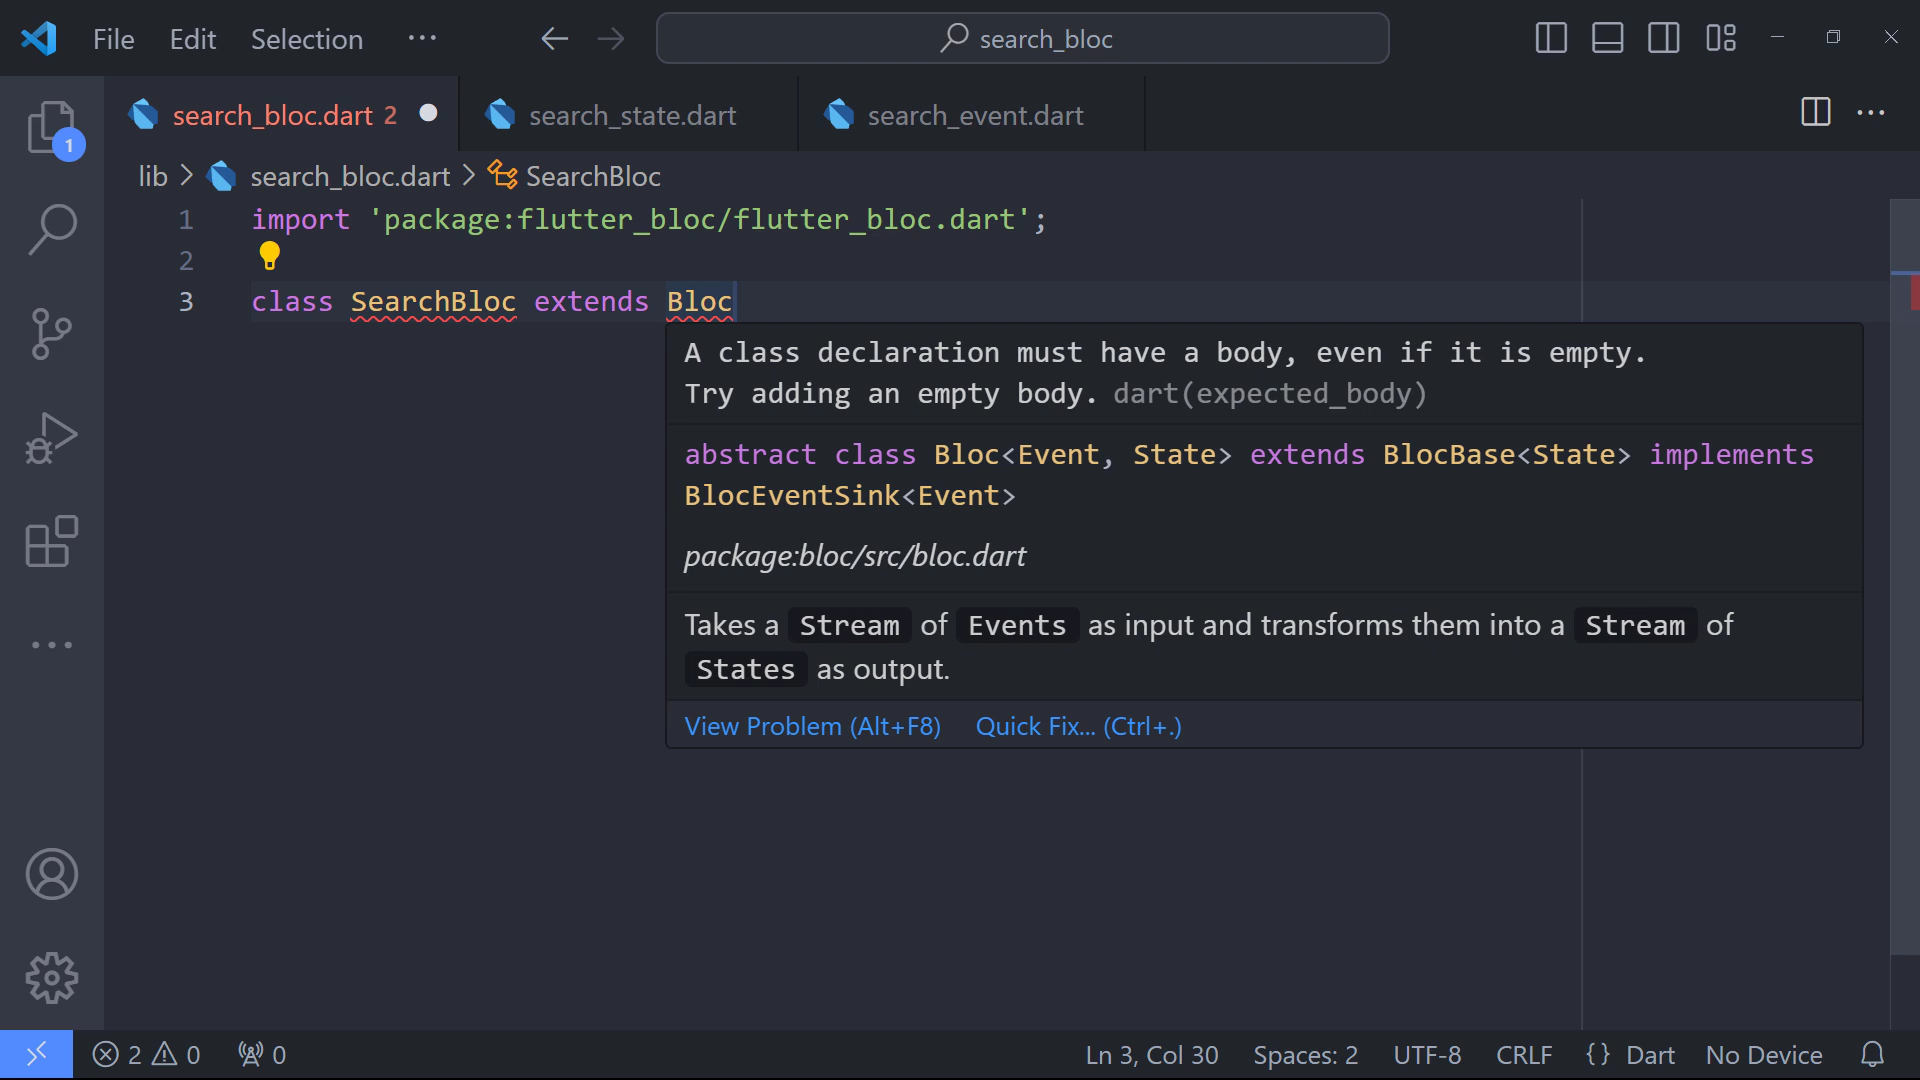 File Edit Selection ··· search_bloc
search_bloc.dart 2 search_state.dart search_event.dart
1
lib > search_bloc.dart > SearchBloc
1 import 'package:flutter_bloc/flutter_bloc.dart';
2
3 class SearchBloc extends Bloc
A class declaration must have a body, even if it is empty.
Try adding an empty body. dart(expected_body)
abstract class Bloc<Event, State> extends BlocBase<State> implements
BlocEventSink<Event>
package:bloc/src/bloc.dart
Takes a Stream of Events as input and transforms them into a Stream of
States as output.
View Problem (Alt+F8) Quick Fix... (Ctrl+.)
2 0 0 Ln 3, Col 30 Spaces: 2 UTF-8 CRLF {} Dart No Device